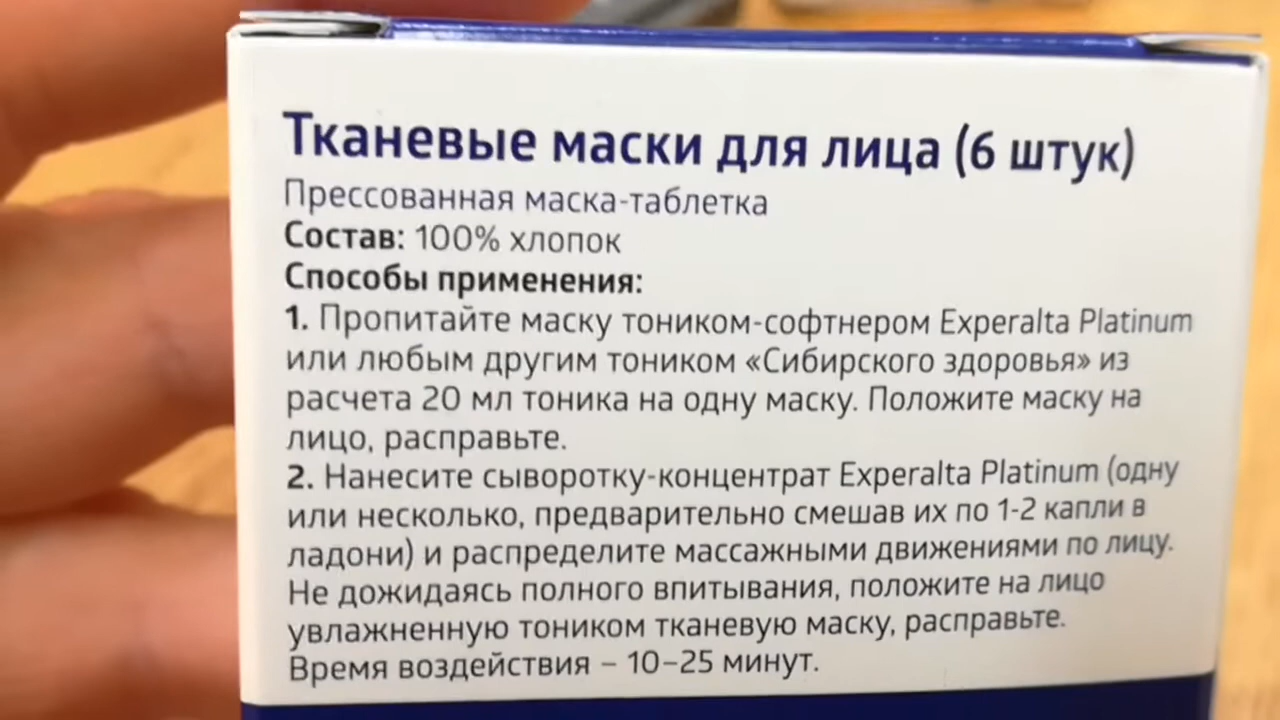 Тканевые маски для лица (6 штук)
Прессованная маска-таблетка
Состав: 100% хлопок
Способы применения:
1. Пропитайте маску тоником-софтнером Experalta Platinum
или любым другим тоником «Сибирского здоровья» из
расчета 20 мл тоника на одну маску. Положите маску на
лицо, расправьте.
2. Нанесите сыворотку-концентрат Experalta Platinum (одну
или несколько, предварительно смешав их по 1-2 капли в
ладони) и распределите массажными движениями по лицу.
Не дожидаясь полного впитывания, положите на лицо
увлажненную тоником тканевую маску, расправьте.
Время воздействия – 10–25 минут.